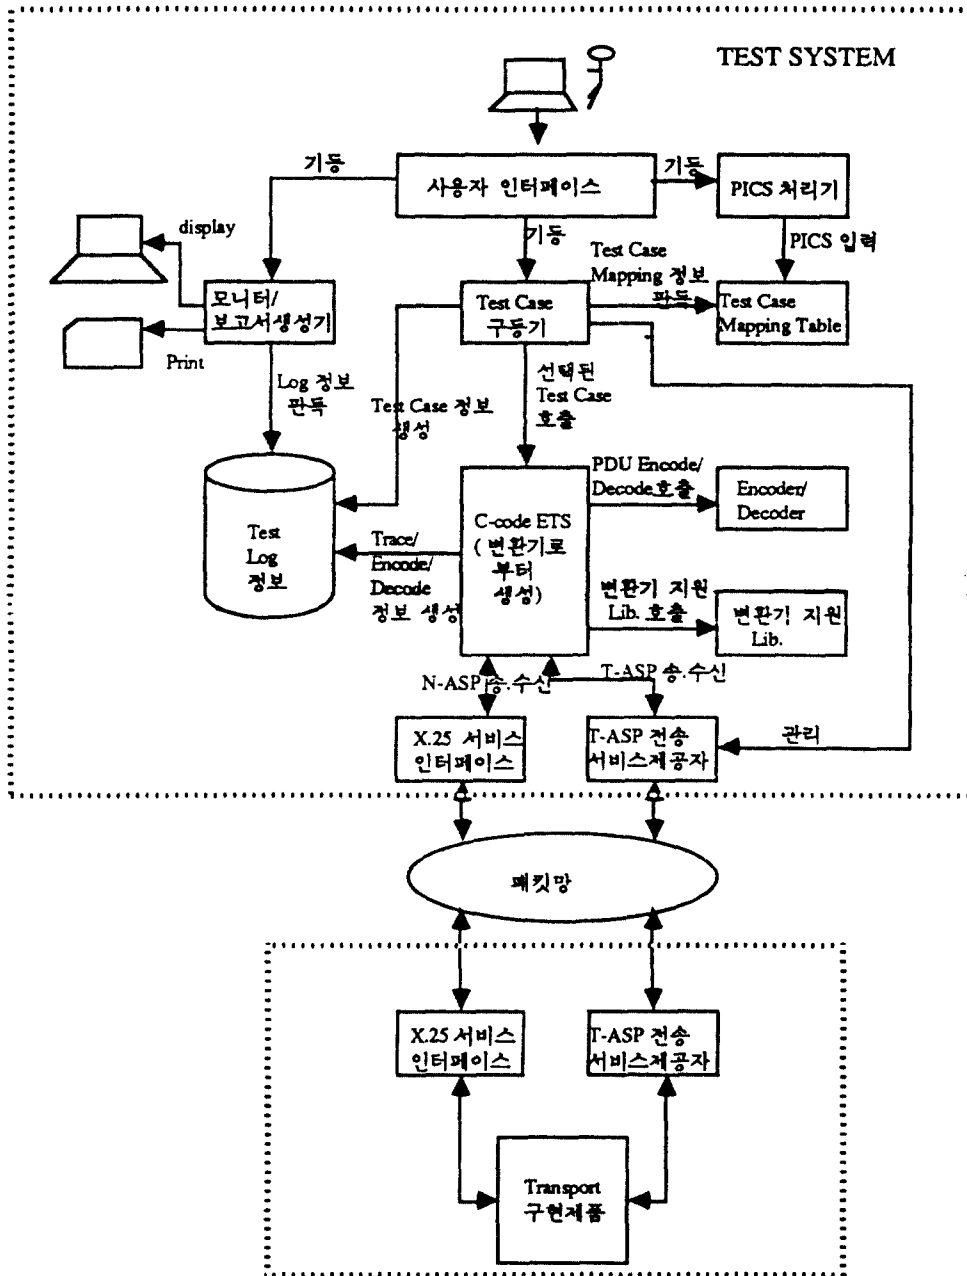 TEST SYSTEM
기동
사용자 인터페이스
기동
PICS 처리기
display
기동
Test Case
Mapping 정보
판독
PICS 입력
모니터/
보고서생성기
Test Case
구동기
Test Case
Mapping Table
Print
Log 정보
판독
Test Case 정보
생성
선택된
Test Case
호출
PDU Encode/
Decode호출
Encoder/
Decoder
Test
Log
정보
Trace/
Encode/
Decode
정보 생성
C-code ETS
( 변환기로
부터
생성)
변환기 지원
Lib. 호출
변환기 지원
Lib.
N-ASP 송.수신
T-ASP 송.수신
X.25 서비스
인터페이스
T-ASP 전송
서비스제공자
관리
패킷망
X.25 서비스
인터페이스
T-ASP 전송
서비스제공자
Transport
구현제품